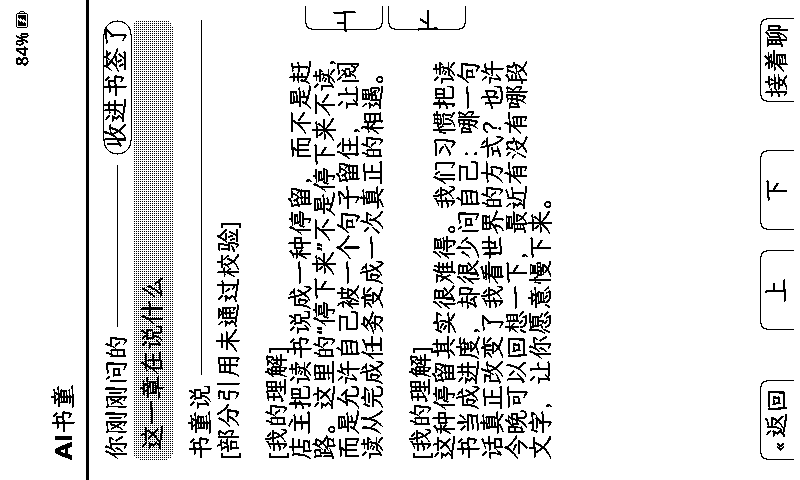 84%
AI书童
你刚刚问的
收进书签了
这一章在说什么
书童说
[部分引用未通过校验]
[我的理解]
店主把读书说成一种停留，而不是赶
路。这里的“停下来”不是停下来不读，
而是允许自己被一个句子留住，让阅
读从完成任务变成一次真正的相遇。
[我的理解]
这种停留其实很难得。我们习惯把读
书当成进度，却很少问自己：哪一句
话真正改变了我看世界的方式？也许
今晚可以回想一下，最近有没有哪段
文字，让你愿意慢下来。
«返回
上
下
接着聊